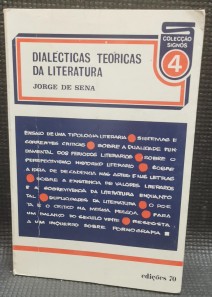 COLECÇÃO
SIGNOS
4
DIALÉCTICAS TEÓRICAS
DA LITERATURA
JORGE DE SENA
ENSAIO DE UMA TIPOLOGIA LITERÁRIA ● SISTEMAS E
CORRENTES CRÍTICAS ● SOBRE A DUALIDADE FUN
DAMENTAL DOS PERÍODOS LITERÁRIOS ● SOBRE O
PERSPECTIVISMO HISTÓRICO LITERÁRIO ● SOBRE
A IDEIA DE DECADÊNCIA NAS ARTES E NAS LETRAS
● SOBRE A EXISTÊNCIA DE VALORES LITERÁRIOS
E A SOBREVIVÊNCIA DA LITERATURA ENQUANTO
TAL ● DUPLICIDADES DA LITERATURA ● O POE
TA E O CRÍTICO NA MESMA PESSOA ● PARA
UM BALANÇO DO SÉCULO VINTE ● RESPOSTA
A UM INQUÉRITO SOBRE PORNOGRAFIA
edições 70